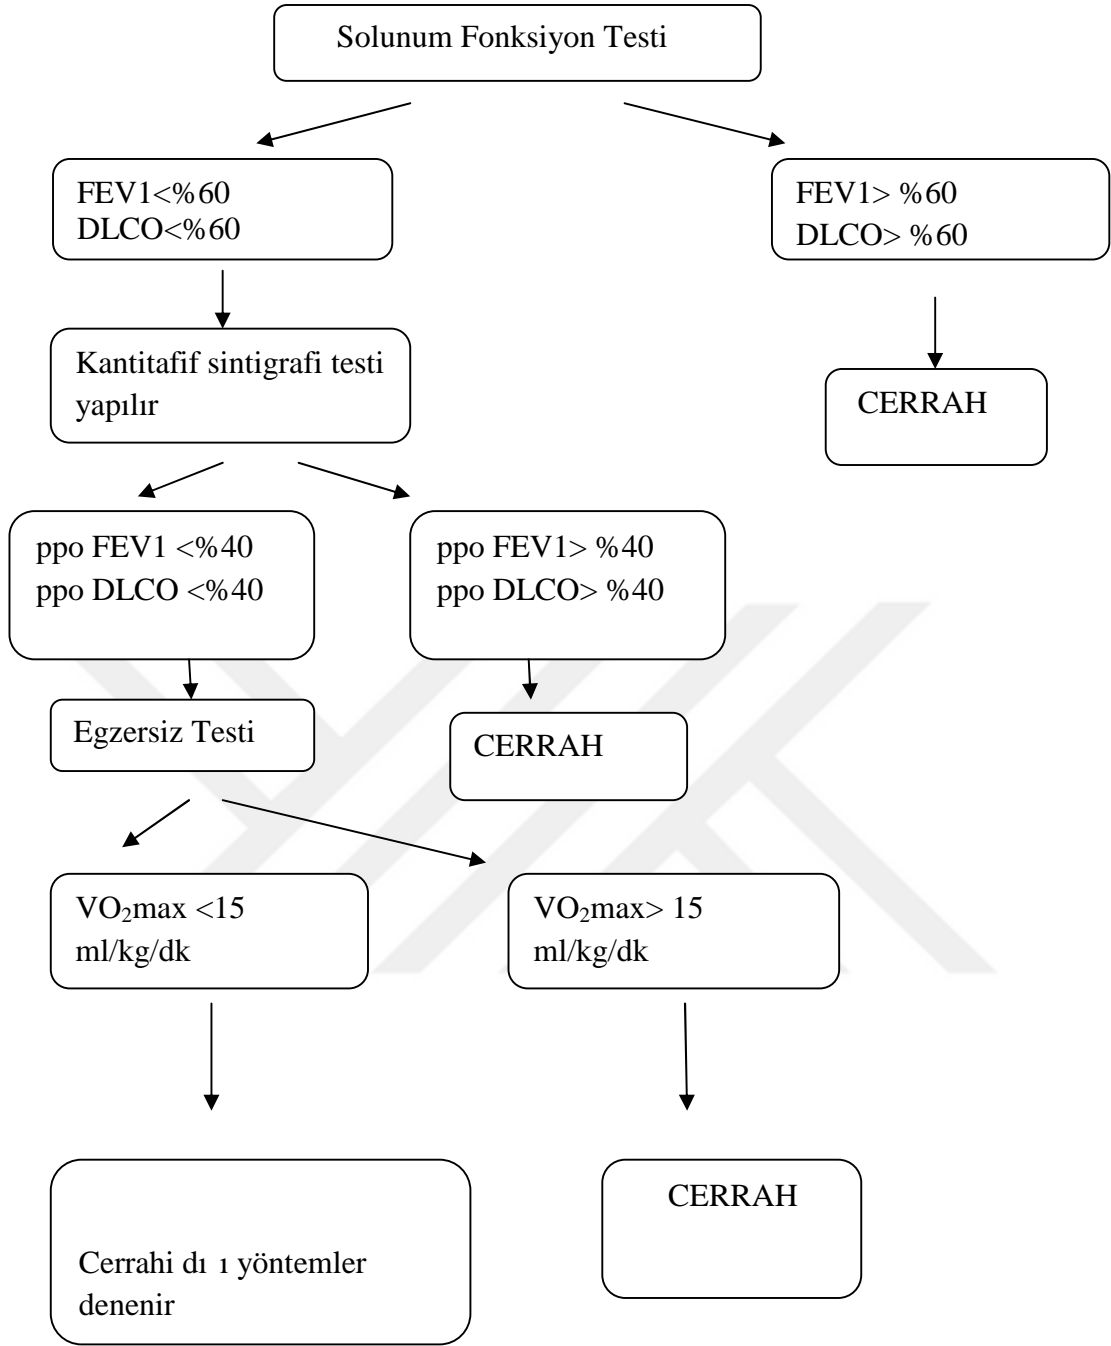 Solunum Fonksiyon Testi
FEV1<%60
DLCO<%60
FEV1> %60
DLCO> %60
Kantitafif sintigrafi testi
yapılır
CERRAH
ppo FEV1 <%40
ppo DLCO <%40
ppo FEV1> %40
ppo DLCO> %40
Egzersiz Testi
CERRAH
VO₂max <15
ml/kg/dk
VO₂max> 15
ml/kg/dk
CERRAH
Cerrahi dı ı yöntemler
denenir